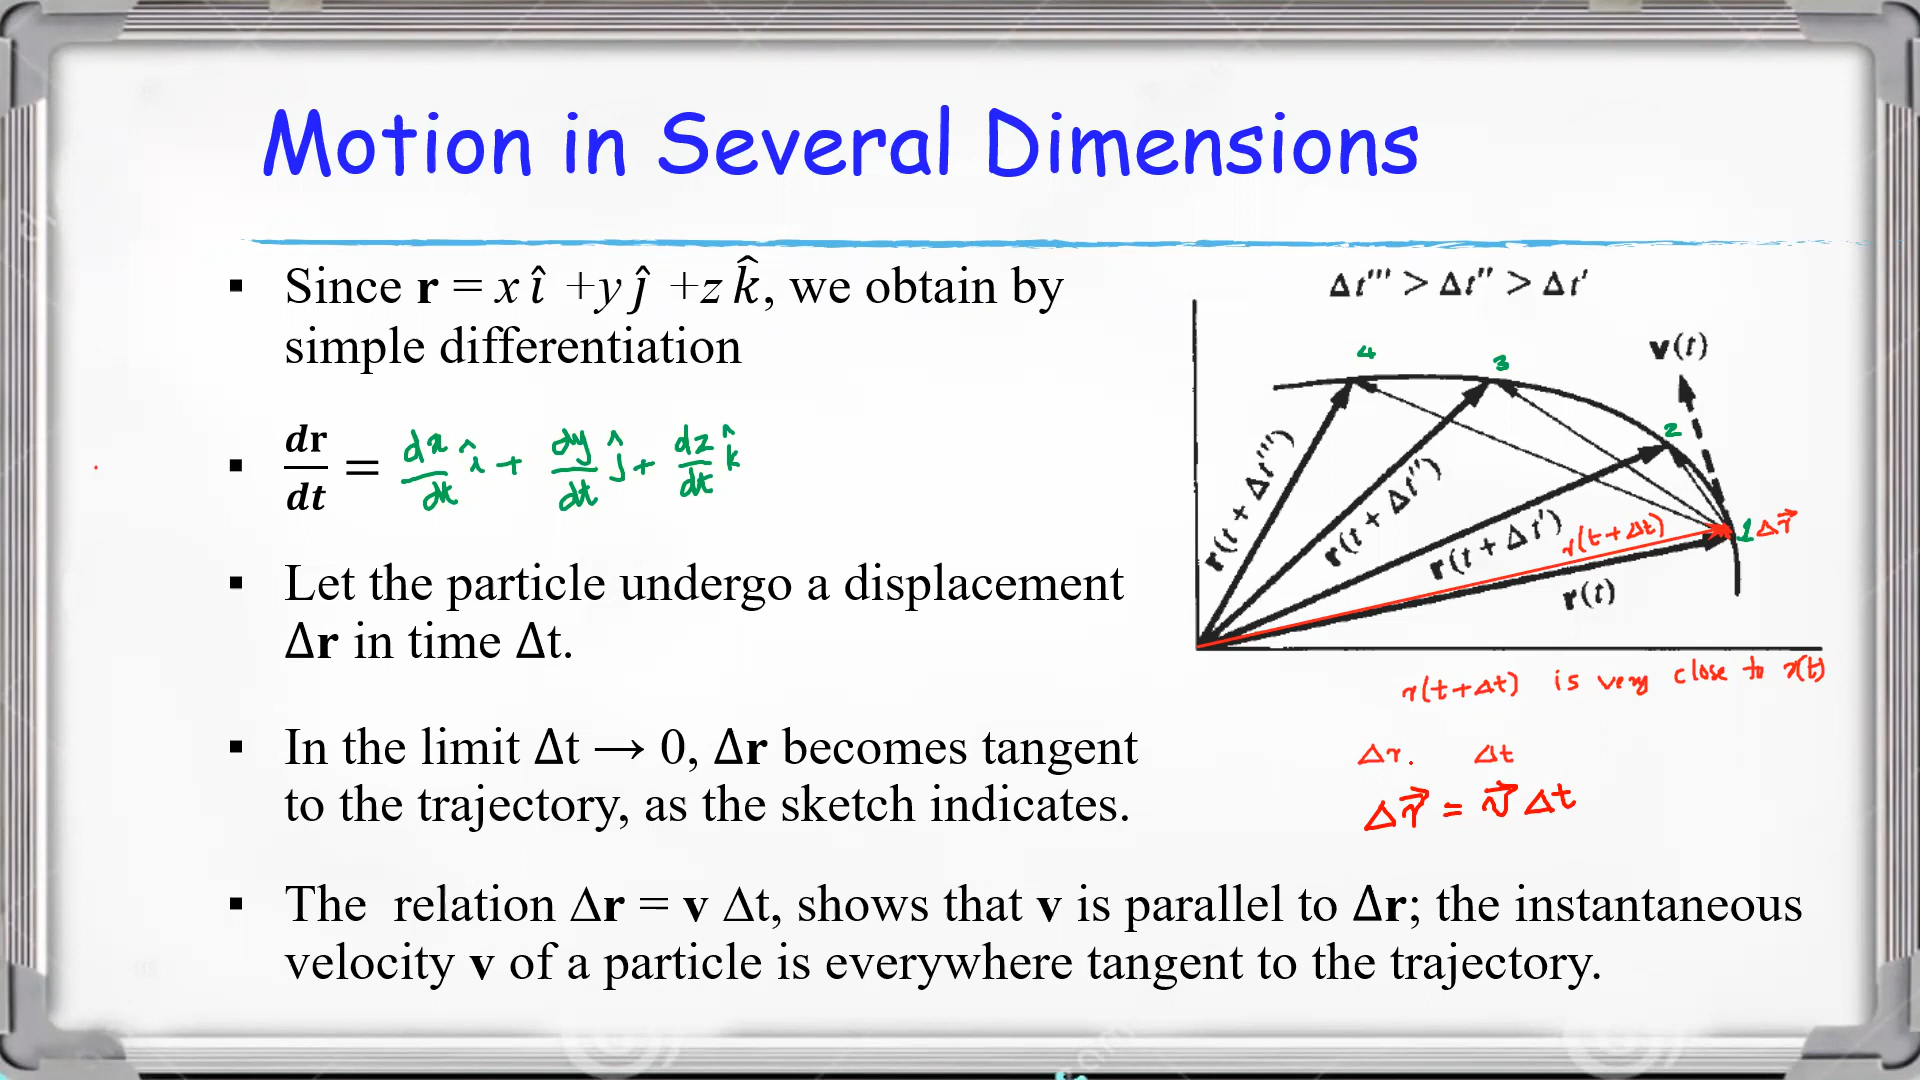 Motion in Several Dimensions
▪ Since r = x î +y ĵ +z k̂, we obtain by
simple differentiation
▪ dr/dt = dx/dt î + dy/dt ĵ + dz/dt k̂
▪ Let the particle undergo a displacement
Δr in time Δt.
▪ In the limit Δt → 0, Δr becomes tangent
to the trajectory, as the sketch indicates.
▪ The relation Δr = v Δt, shows that v is parallel to Δr; the instantaneous
velocity v of a particle is everywhere tangent to the trajectory.
Δt''' > Δt'' > Δt'
4
3
v(t)
2
r(t + Δt''')
r(t + Δt'')
r(t + Δt')
r(t+Δt)
1 Δr⃗
r(t)
r(t+Δt) is very close to r(t)
Δr. Δt
Δr⃗ = v⃗ Δt